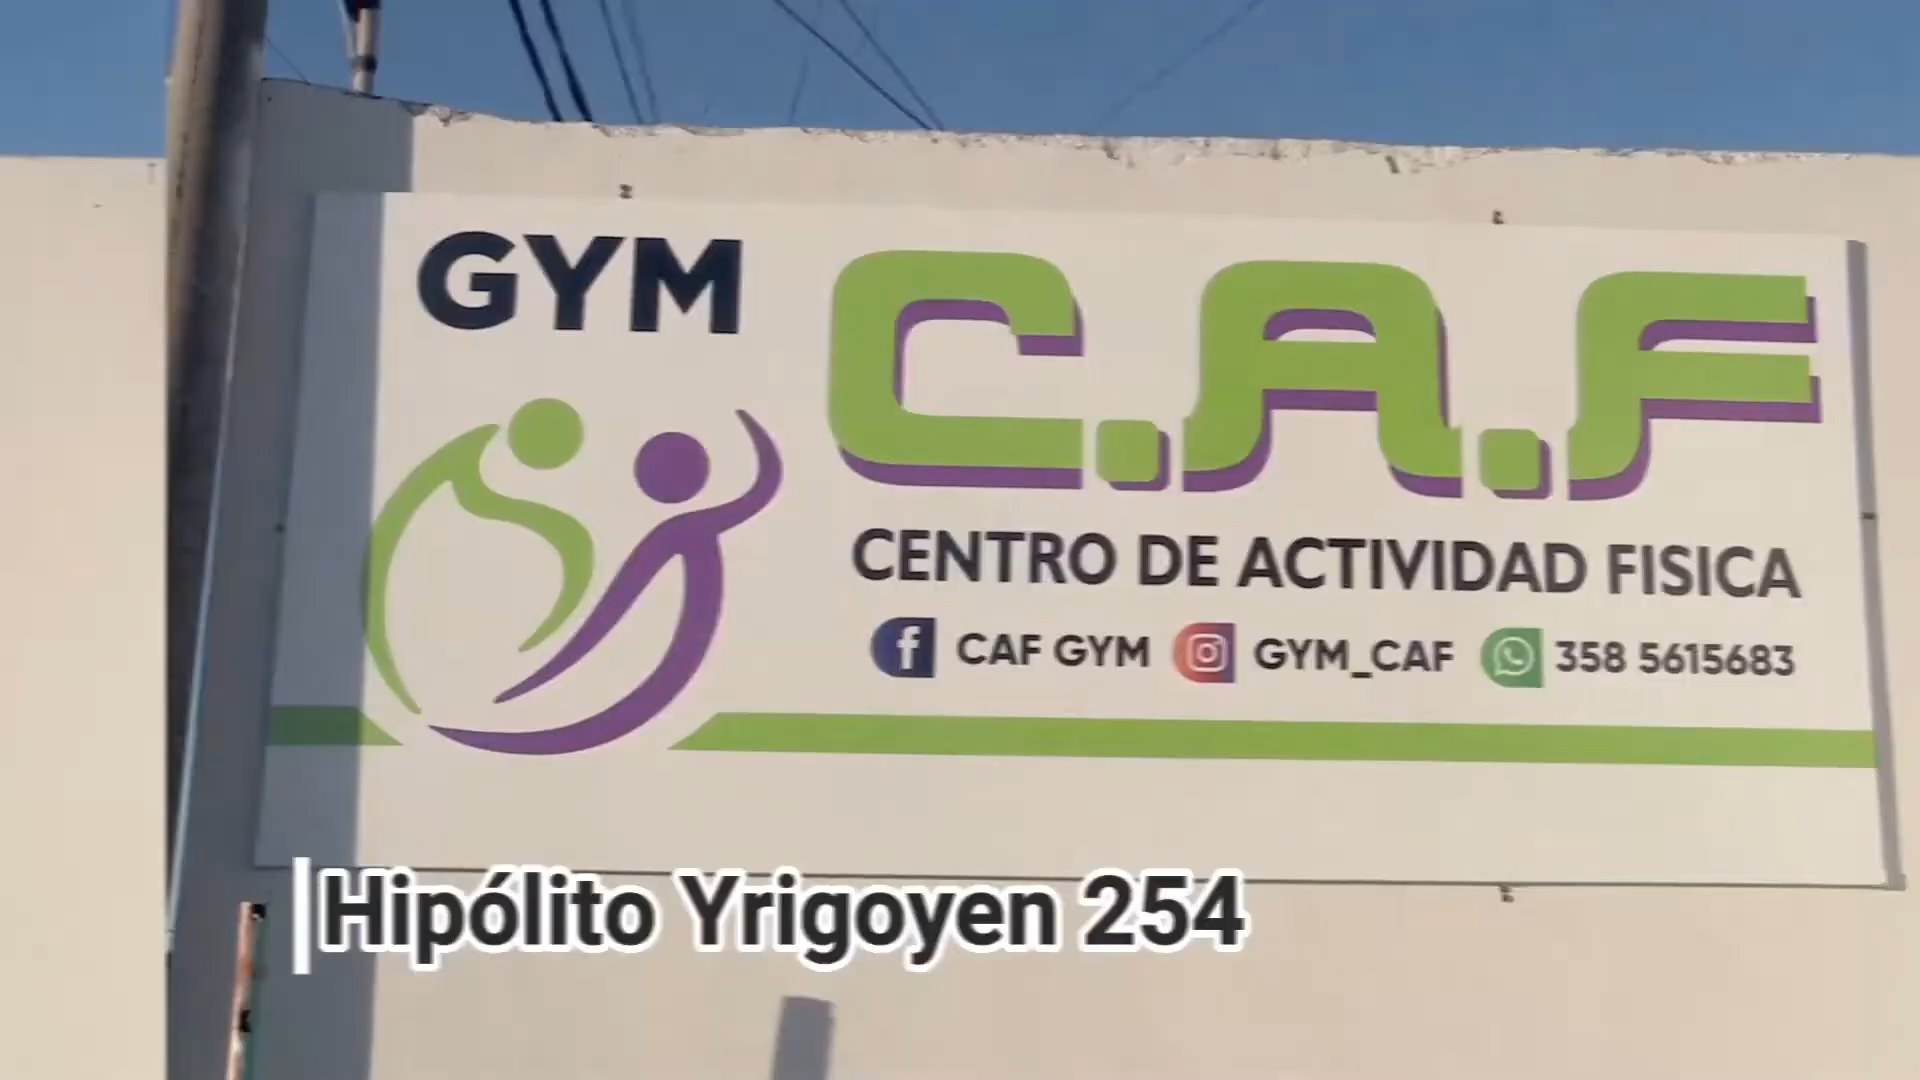 GYM
C.A.F
CENTRO DE ACTIVIDAD FISICA
CAF GYM GYM_CAF 358 5615683
Hipólito Yrigoyen 254